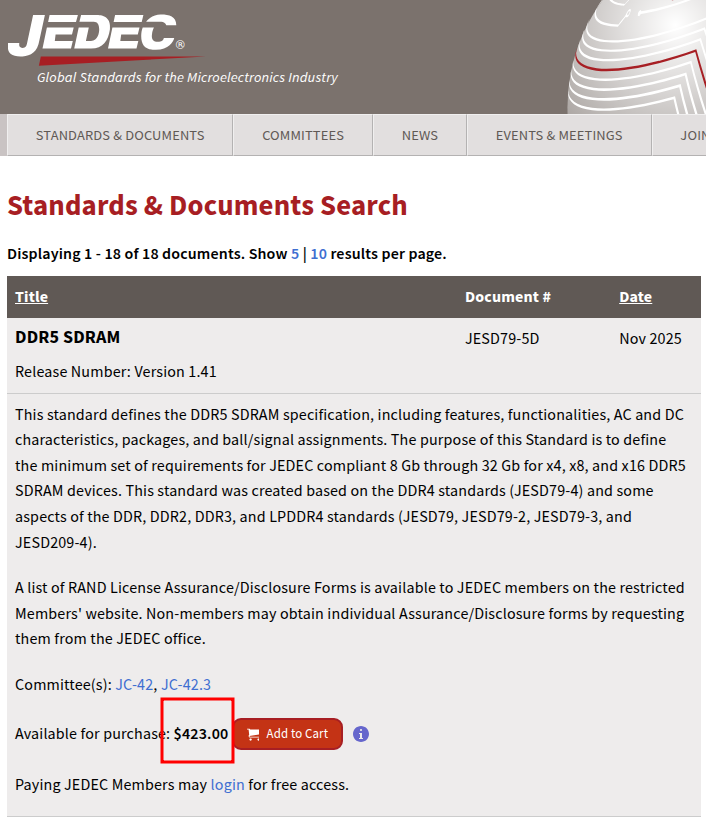 JEDEC®
Global Standards for the Microelectronics Industry
STANDARDS & DOCUMENTS COMMITTEES NEWS EVENTS & MEETINGS JOIN
Standards & Documents Search
Displaying 1 - 18 of 18 documents. Show 5 | 10 results per page.
Title Document # Date
DDR5 SDRAM JESD79-5D Nov 2025
Release Number: Version 1.41
This standard defines the DDR5 SDRAM specification, including features, functionalities, AC and DC
characteristics, packages, and ball/signal assignments. The purpose of this Standard is to define
the minimum set of requirements for JEDEC compliant 8 Gb through 32 Gb for x4, x8, and x16 DDR5
SDRAM devices. This standard was created based on the DDR4 standards (JESD79-4) and some
aspects of the DDR, DDR2, DDR3, and LPDDR4 standards (JESD79, JESD79-2, JESD79-3, and
JESD209-4).
A list of RAND License Assurance/Disclosure Forms is available to JEDEC members on the restricted
Members' website. Non-members may obtain individual Assurance/Disclosure forms by requesting
them from the JEDEC office.
Committee(s): JC-42, JC-42.3
Available for purchase: $423.00 Add to Cart i
Paying JEDEC Members may login for free access.